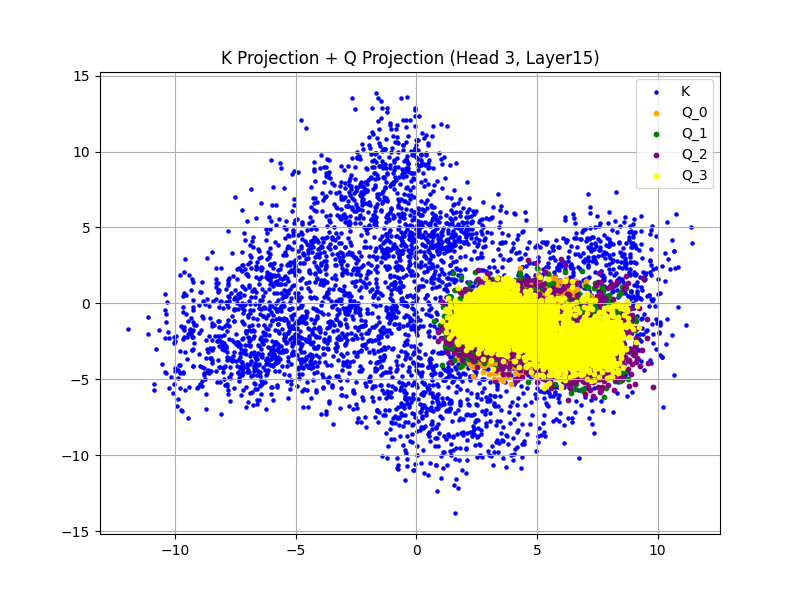 K Projection + Q Projection (Head 3, Layer15)
15
10
5
0
−5
−10
−15
−10
−5
0
5
10
K
Q_0
Q_1
Q_2
Q_3